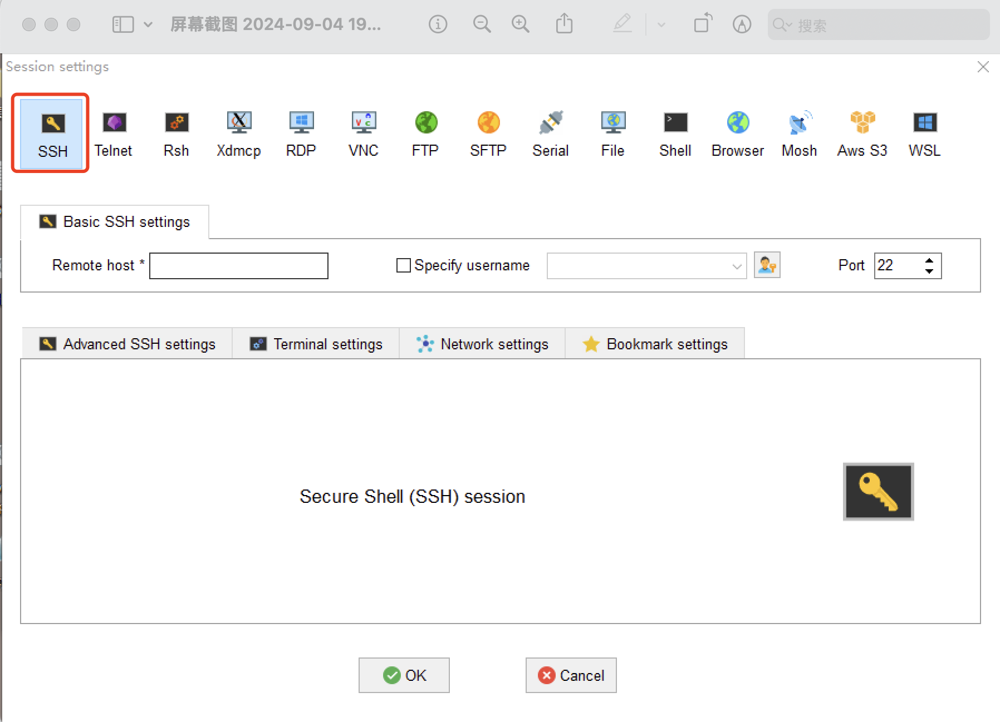 屏幕截图 2024-09-04 19...
搜索
Session settings
SSH Telnet Rsh Xdmcp RDP VNC FTP SFTP Serial File Shell Browser Mosh Aws S3 WSL
Basic SSH settings
Remote host * Specify username Port 22
Advanced SSH settings Terminal settings Network settings Bookmark settings
Secure Shell (SSH) session
OK Cancel